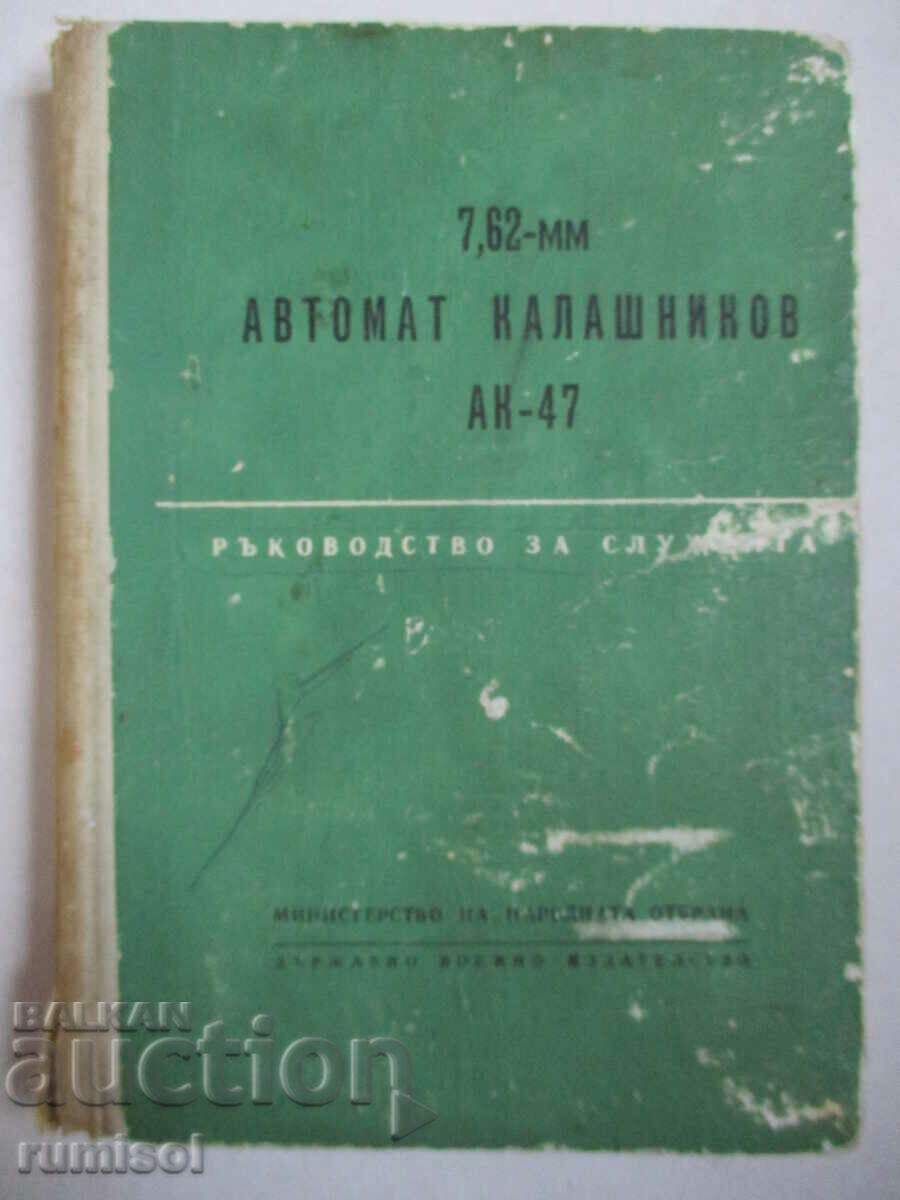 7,62-мм
АВТОМАТ КАЛАШНИКОВ
АК-47
РЪКОВОДСТВО ЗА СЛУЖБАТА
МИНИСТЕРСТВО НА НАРОДНАТА ОТБРАНА
ДЪРЖАВНО ВОЕННО ИЗДАТЕЛСТВО
BALKAN
auction
rumisol